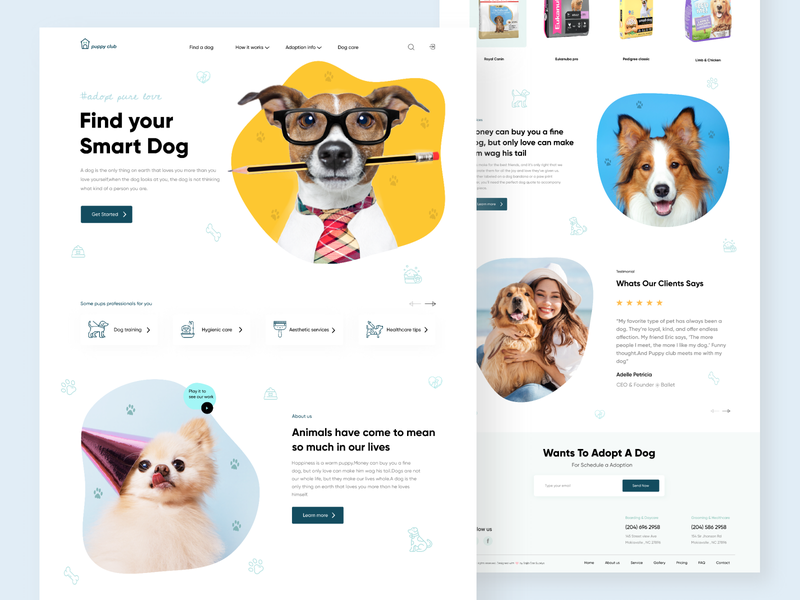 puppy club
Find a dog
How it works
Adoption info
Dog care
#adopt pure love
Find your
Smart Dog
A dog is the only thing on earth that loves you more than you
love yourself.when the dog looks at you, the dog is not thinking
what kind of a person you are.
Get Started
Some pups professionals for you
Dog training
Hygienic care
Aesthetic services
Healthcare tips
Play it to
see our work
About us
Animals have come to mean
so much in our lives
Happiness is a warm puppy.Money can buy you a fine
dog, but only love can make him wag his tail.Dogs are not
our whole life, but they make our lives whole.A dog is the
only thing on earth that loves you more than he loves
himself.
Learn more
Royal Canin
Eukanuba pro
Pedigree classic
Lamb & Chicken
oney can buy you a fine
og, but only love can make
m wag his tail
Learn more
Testimonial
Whats Our Clients Says
"My favorite type of pet has always been a
dog. They're loyal, kind, and offer endless
affection. My friend Eric says, 'The more
people I meet, the more I like my dog.' Funny
thought.And Puppy club meets me with my
dog"
Adelle Petricia
CEO & Founder
Wants To Adopt A Dog
For Schedule a Adoption
Type your email
Send Now
low us
(204) 696 2958
(204) 586 2958
Home
About us
Service
Gallery
Pricing
FAQ
Contact